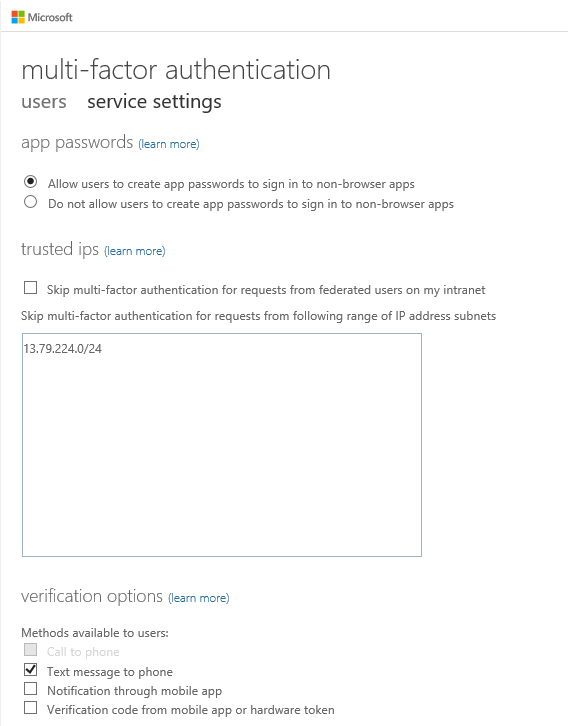 Microsoft
multi-factor authentication
users service settings
app passwords (learn more)
Allow users to create app passwords to sign in to non-browser apps
Do not allow users to create app passwords to sign in to non-browser apps
trusted ips (learn more)
Skip multi-factor authentication for requests from federated users on my intranet
Skip multi-factor authentication for requests from following range of IP address subnets
13.79.224.0/24
verification options (learn more)
Methods available to users:
Call to phone
Text message to phone
Notification through mobile app
Verification code from mobile app or hardware token